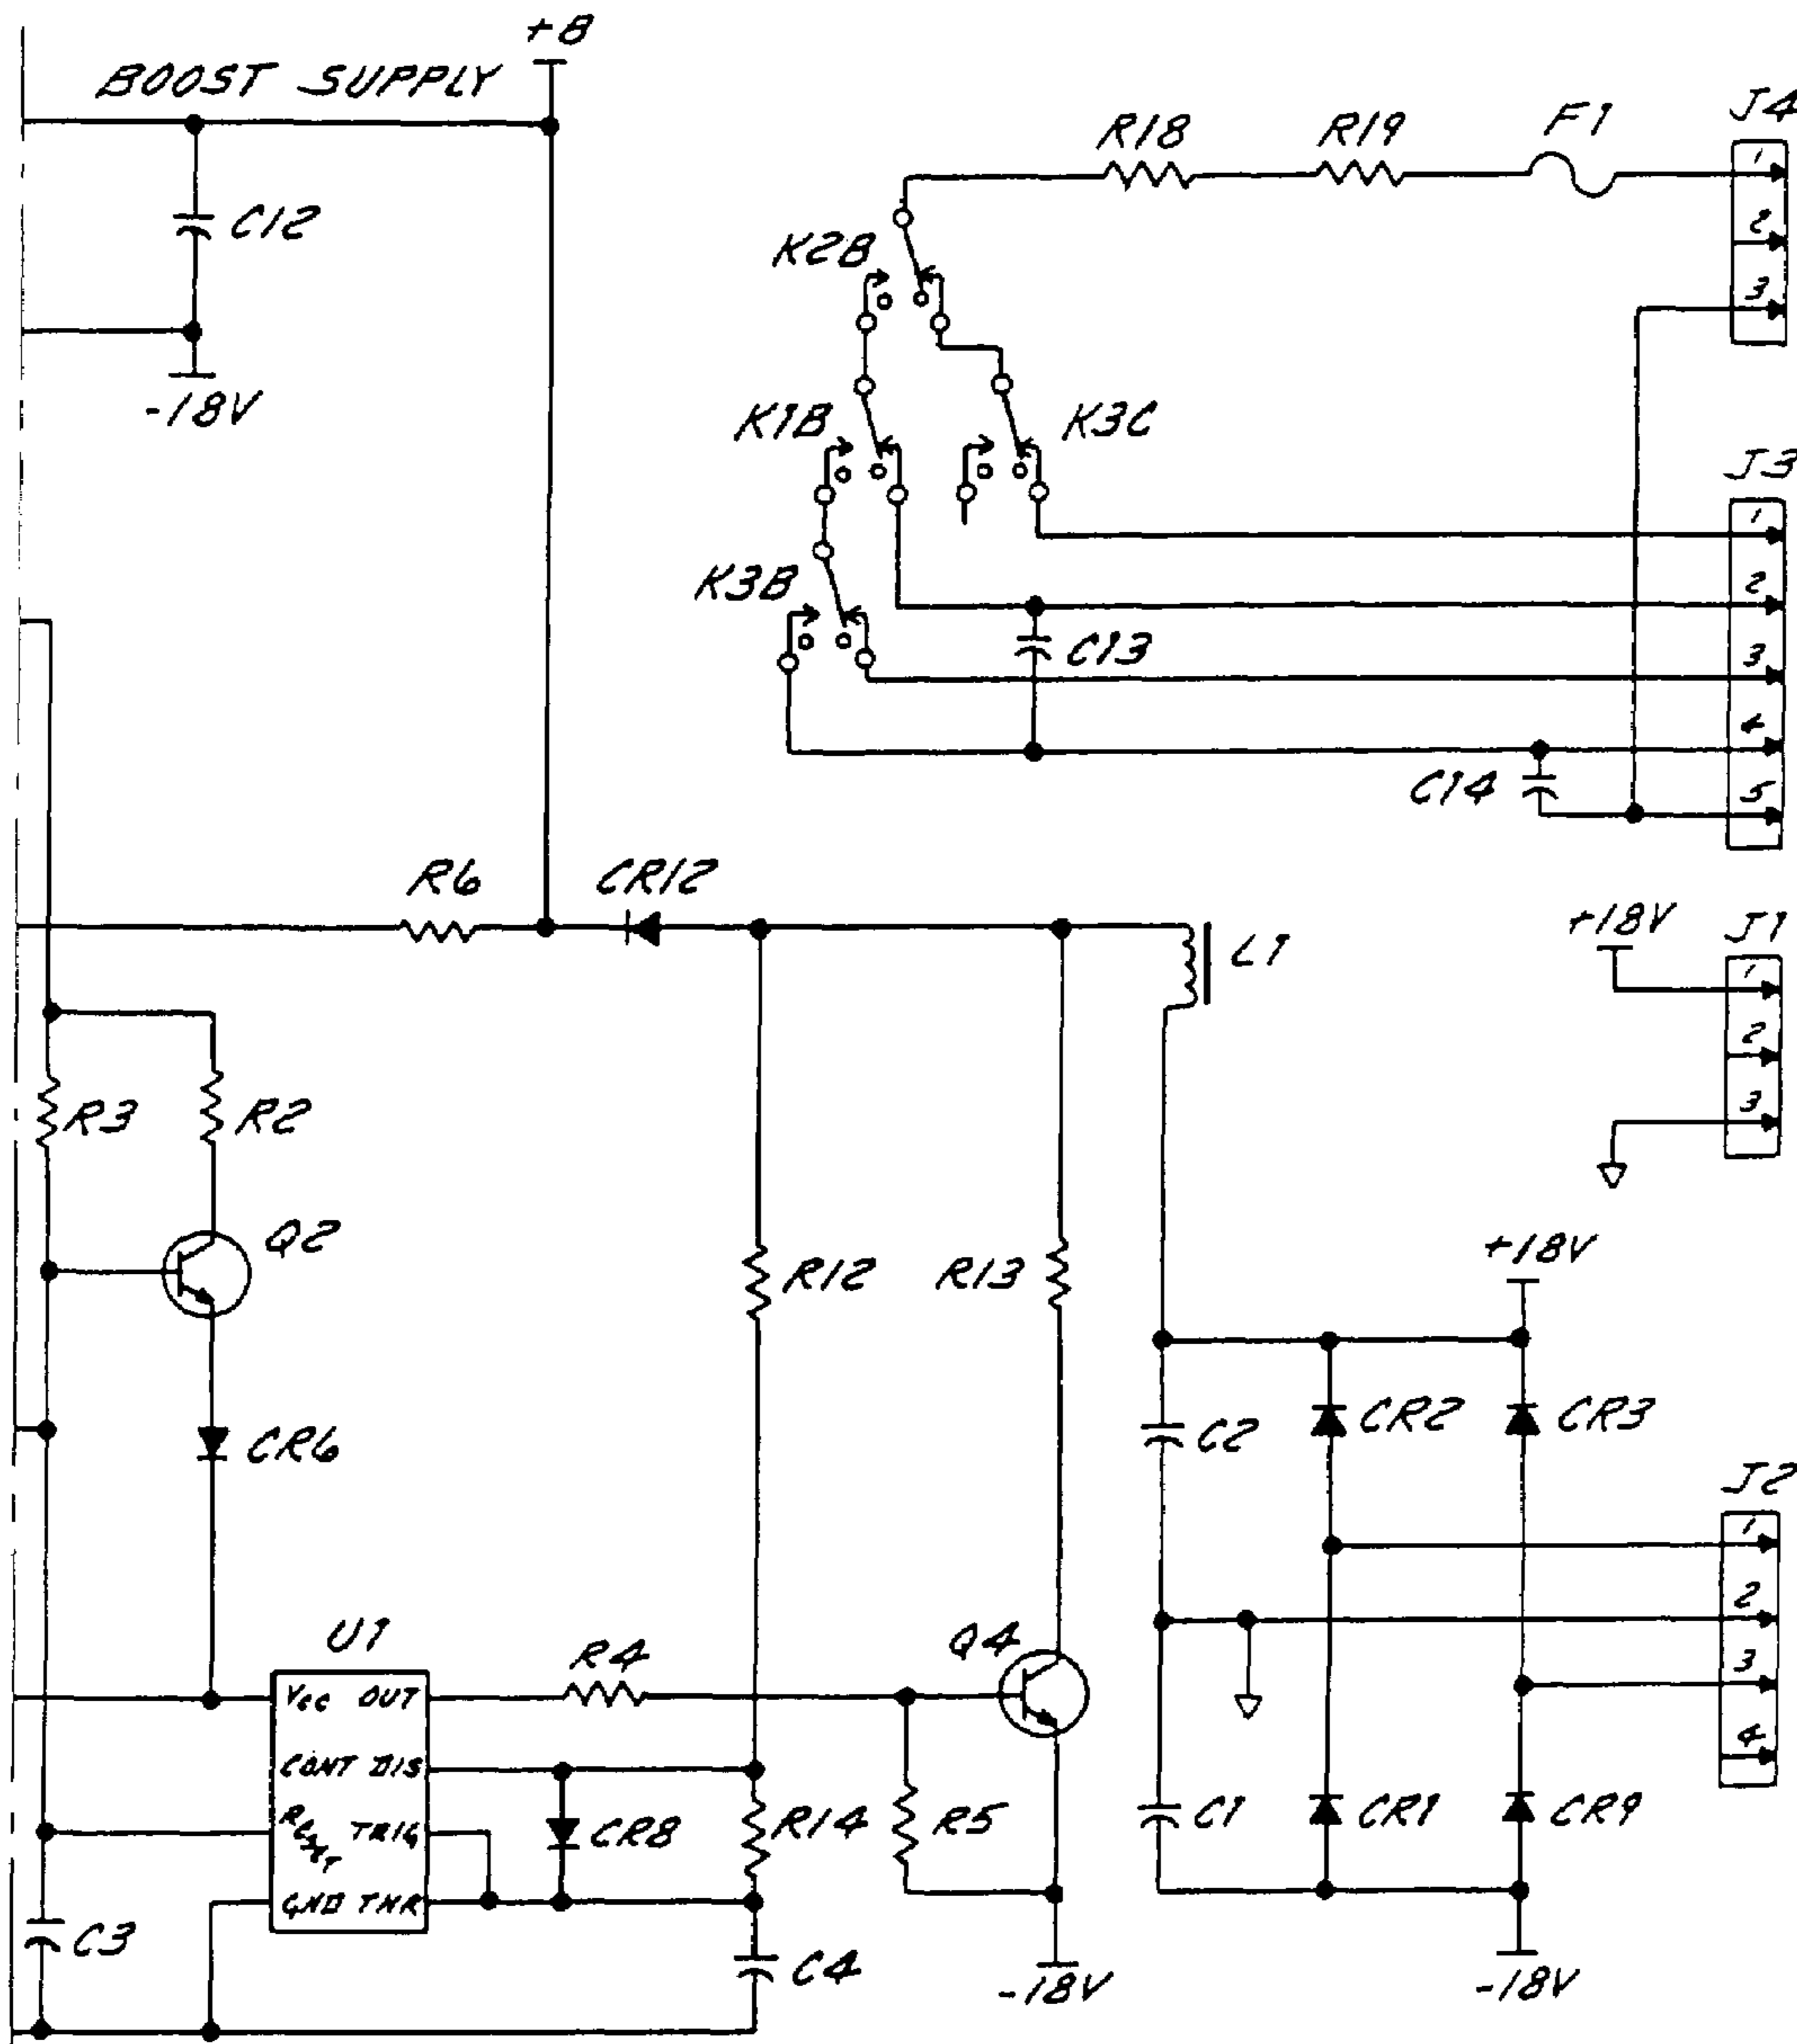 +8
BOOST SUPPLY
C12
-18V
R18
R19
F1
J4
1
2
3
K2B
K1B
K3C
K3B
J3
1
2
3
4
5
C13
C14
R6
CR12
L1
+18V
J1
1
2
3
R3
R2
Q2
R12
R13
+18V
CR6
C2
CR2
CR3
J2
1
2
3
4
U1
R4
Q4
Vcc OUT
CONT DIS
TRIG
GND THR
CR8
R14
R5
C1
CR1
CR9
C3
C4
-18V
-18V